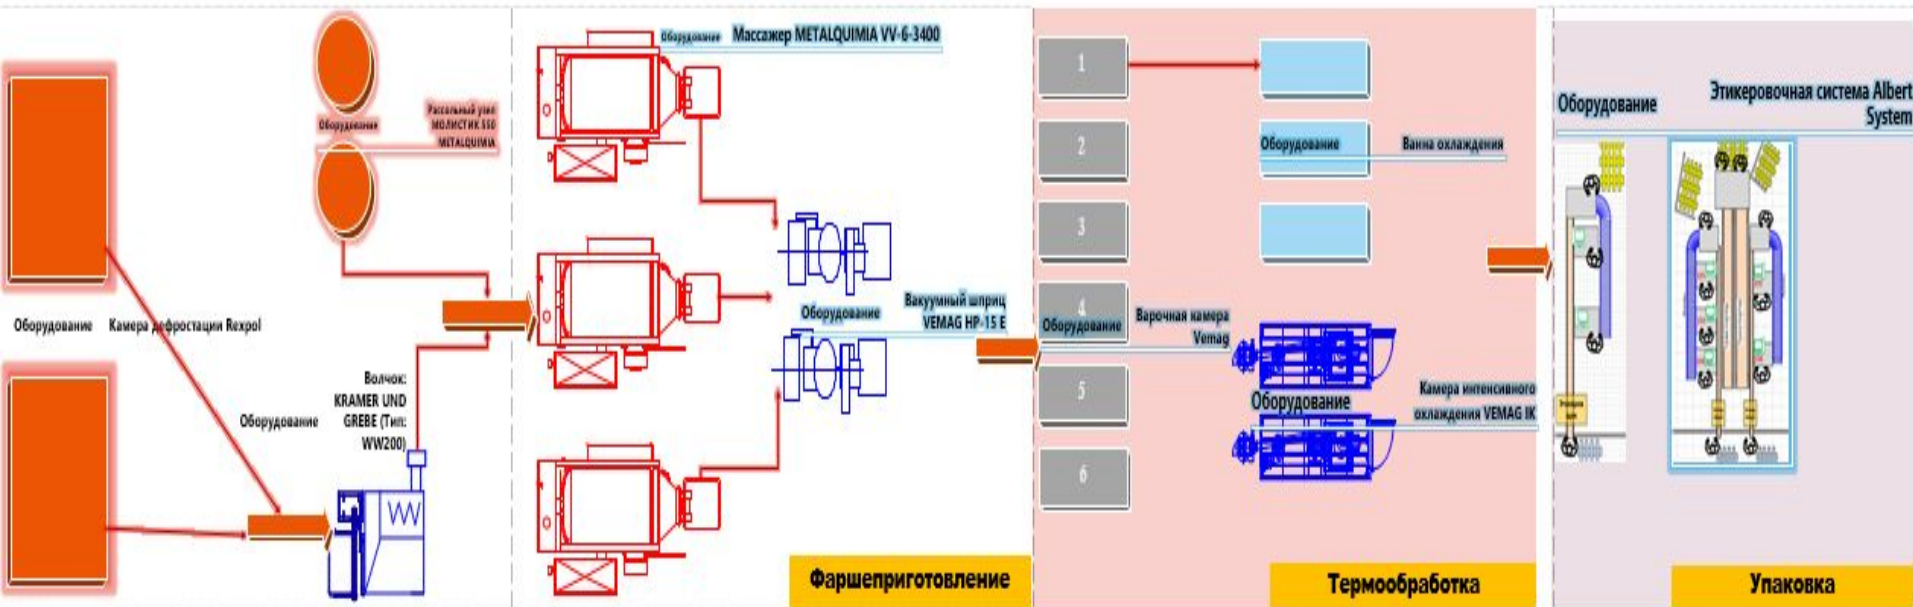 Оборудование Камера дефростации Rexpol
Оборудование
Рассольный узел
МОЛИСТИК 550
METALQUIMIA
Оборудование
Волчок:
KRAMER UND
GREBE (Тип:
WW200)
Оборудование Массажер METALQUIMIA VV-6-3400
Оборудование
Вакуумный шприц
VEMAG HP-15 E
Фаршеприготовление
1
2
3
4
5
6
Оборудование Ванна охлаждения
Оборудование
Варочная камера
Vemag
Оборудование
Камера интенсивного
охлаждения VEMAG IK
Термообработка
Оборудование
Этикеровочная система Albert
System
Упаковка